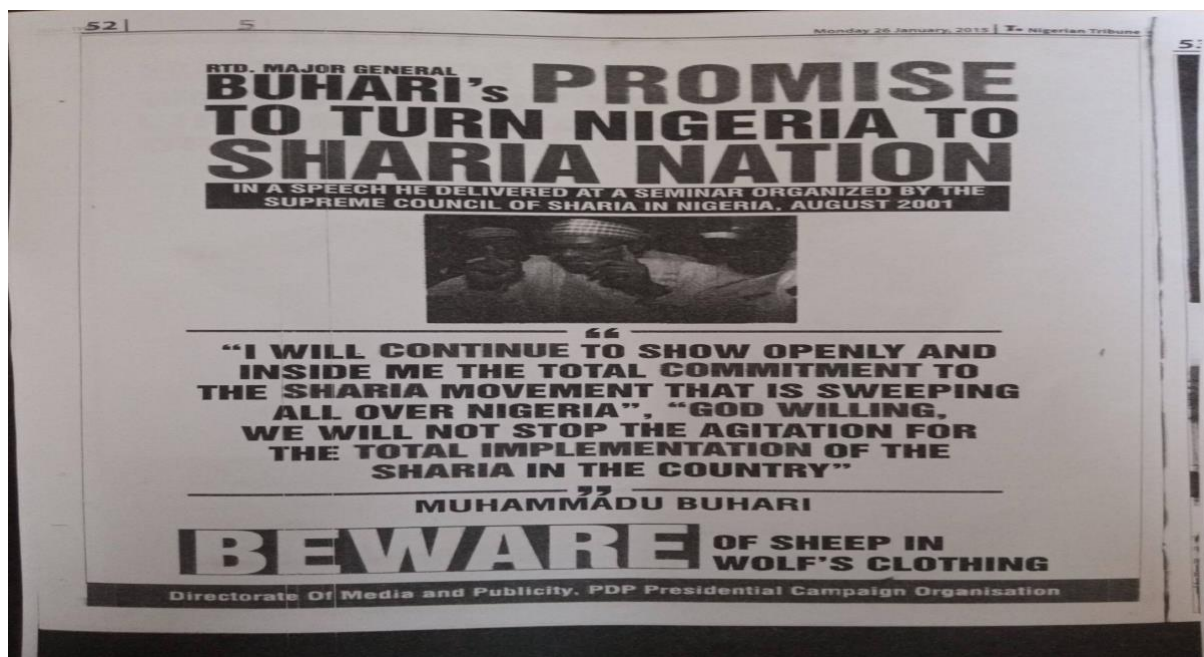 52
5
Monday 26 January, 2015 | Nigerian Tribune
RTD. MAJOR GENERAL
BUHARI's PROMISE
TO TURN NIGERIA TO
SHARIA NATION
IN A SPEECH HE DELIVERED AT A SEMINAR ORGANIZED BY THE
SUPREME COUNCIL OF SHARIA IN NIGERIA, AUGUST 2001
“
“I WILL CONTINUE TO SHOW OPENLY AND
INSIDE ME THE TOTAL COMMITMENT TO
THE SHARIA MOVEMENT THAT IS SWEEPING
ALL OVER NIGERIA”, “GOD WILLING,
WE WILL NOT STOP THE AGITATION FOR
THE TOTAL IMPLEMENTATION OF THE
SHARIA IN THE COUNTRY”
”
MUHAMMADU BUHARI
BEWARE OF SHEEP IN
WOLF'S CLOTHING
Directorate Of Media and Publicity. PDP Presidential Campaign Organisation